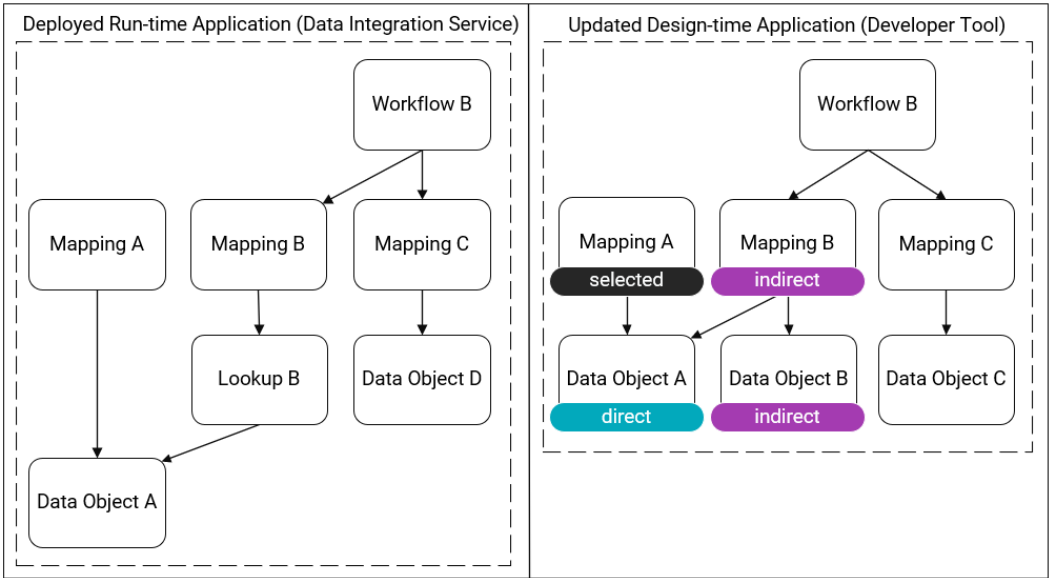 Deployed Run-time Application (Data Integration Service)
Workflow B
Mapping A
Mapping B
Mapping C
Lookup B
Data Object D
Data Object A
Updated Design-time Application (Developer Tool)
Workflow B
Mapping A
selected
Mapping B
indirect
Mapping C
Data Object A
direct
Data Object B
indirect
Data Object C